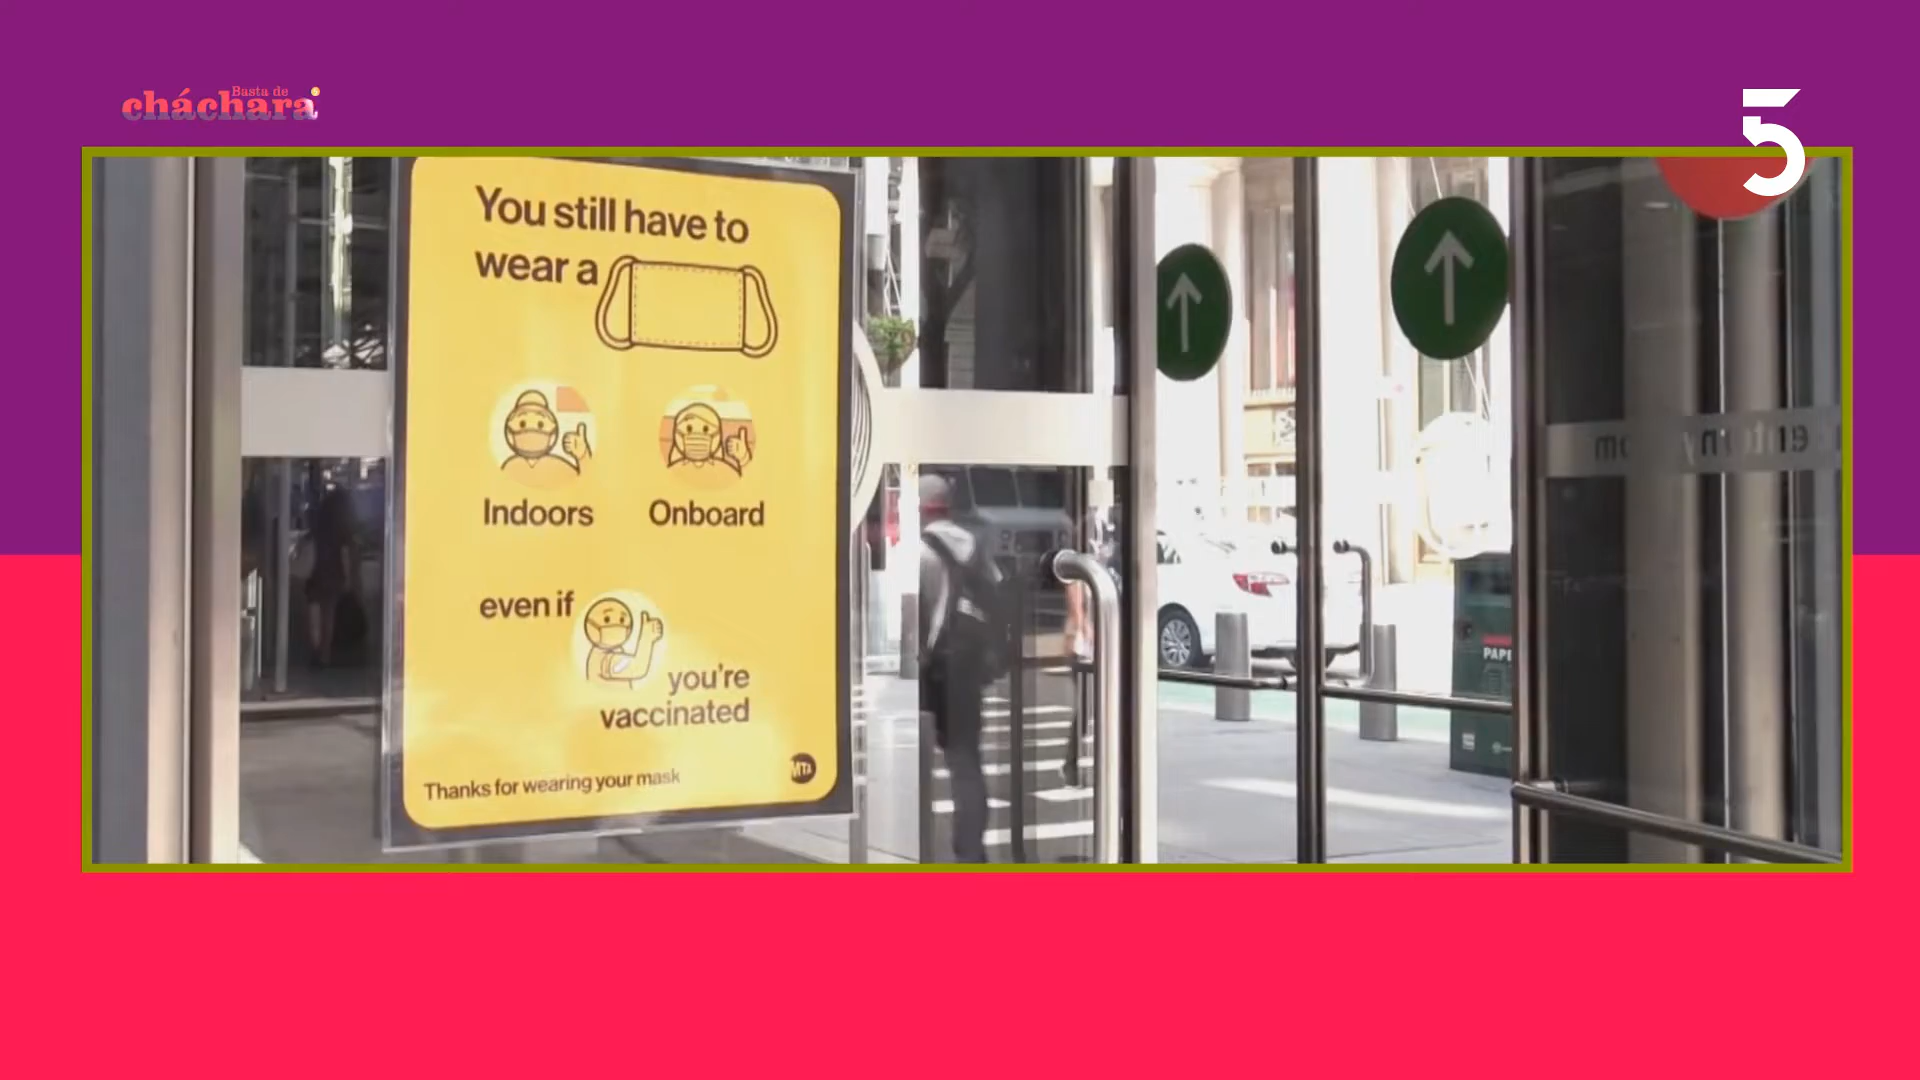 Basta de
cháchara
5
You still have to
wear a
Indoors
Onboard
even if
you're
vaccinated
Thanks for wearing your mask
MTA
PAPE